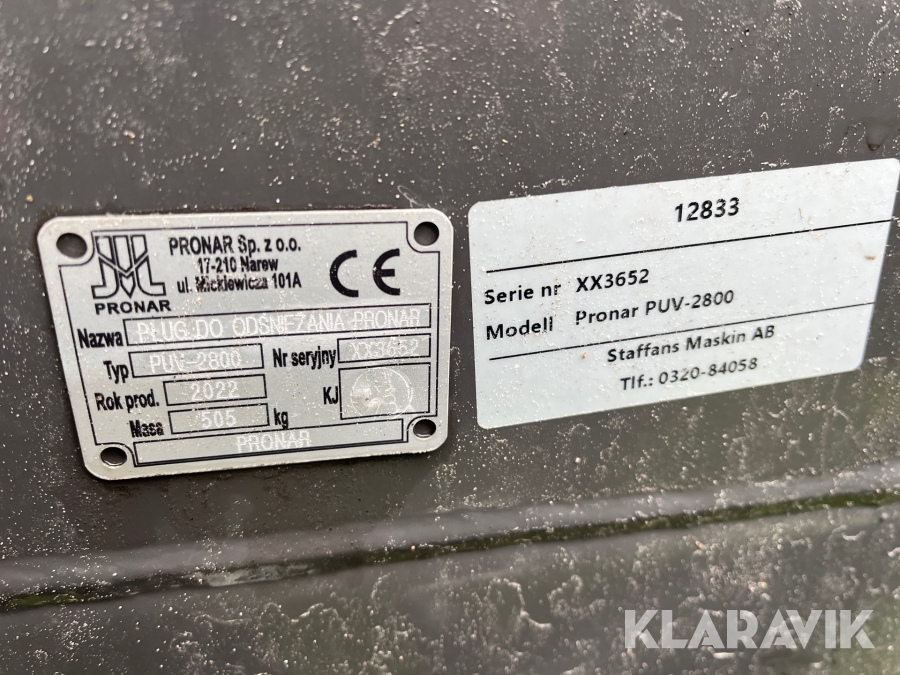 PRONAR
PRONAR Sp. z o.o.
17-210 Narew
ul. Mickiewicza 101A
CE
Nazwa PŁUG DO ODŚNIEŻANIA PRONAR
Typ PUV-2800 Nr seryjny XX3652
Rok prod. 2022
Masa 505 kg KJ
PRONAR
12833
Serie nr XX3652
Modell Pronar PUV-2800
Staffans Maskin AB
Tlf.: 0320-84058
KLARAVIK